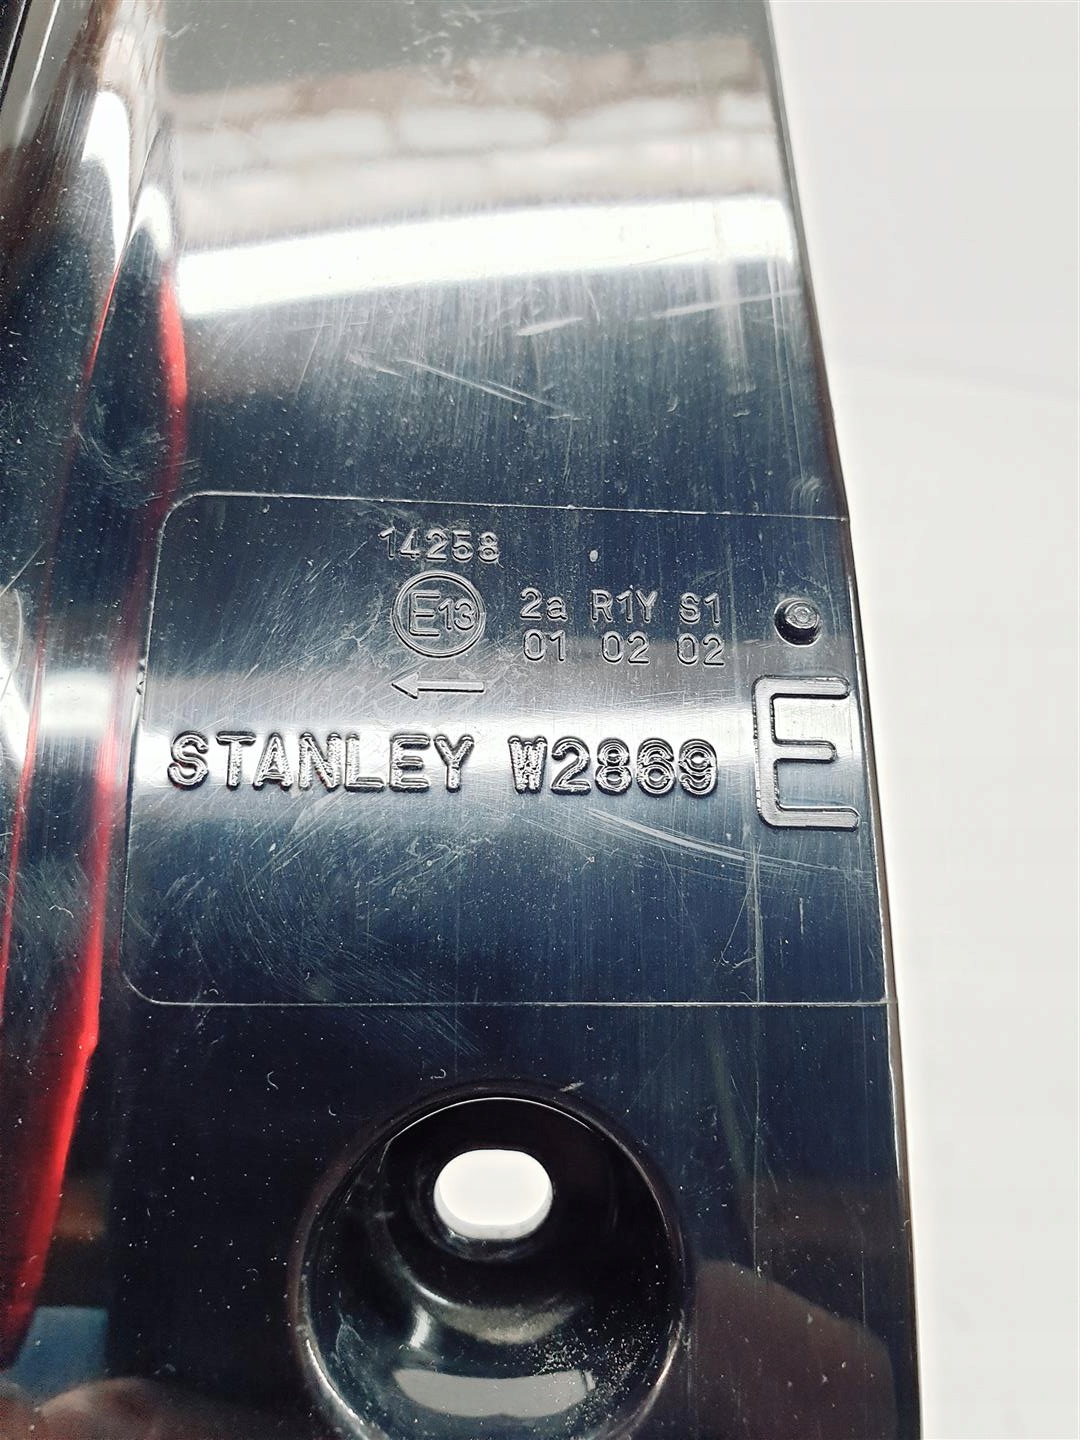 14258
E13 2a R1Y S1
01 02 02
←
STANLEY W2869
E